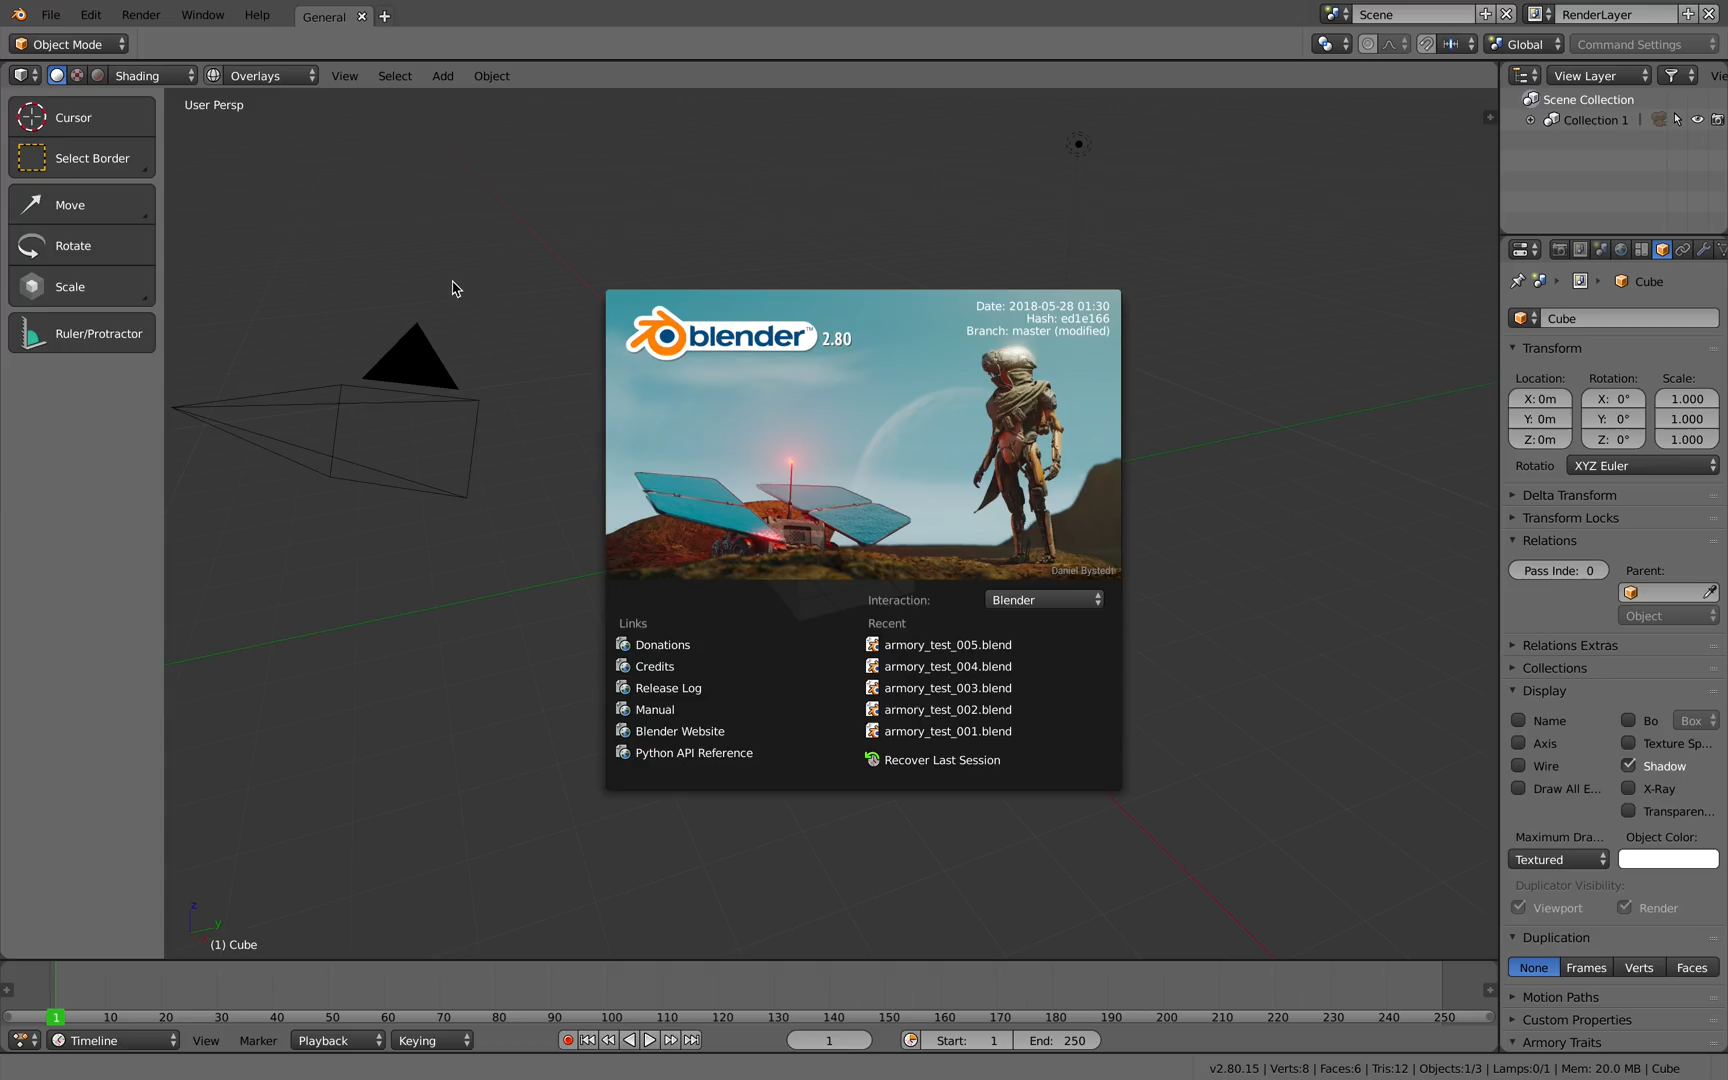 File Edit Render Window Help General
Scene RenderLayer
Object Mode Global Command Settings
Shading Overlays View Select Add Object
User Persp
Cursor
Select Border
Move
Rotate
Scale
Ruler/Protractor
blender™ 2.80
Date: 2018-05-28 01:30
Hash: ed1e166
Branch: master (modified)
Daniel Bystedt
Interaction: Blender
Links
Donations
Credits
Release Log
Manual
Blender Website
Python API Reference
Recent
armory_test_005.blend
armory_test_004.blend
armory_test_003.blend
armory_test_002.blend
armory_test_001.blend
Recover Last Session
z
y
(1) Cube
View Layer Vie
Scene Collection
Collection 1
Cube
Cube
Transform
Location: Rotation: Scale:
X: 0m X: 0° 1.000
Y: 0m Y: 0° 1.000
Z: 0m Z: 0° 1.000
Rotatio XYZ Euler
Delta Transform
Transform Locks
Relations
Pass Inde: 0 Parent:
Object
Relations Extras
Collections
Display
Name Bo Box
Axis Texture Sp...
Wire Shadow
Draw All E... X-Ray
Transparen...
Maximum Dra... Object Color:
Textured
Duplicator Visibility:
Viewport Render
Duplication
None Frames Verts Faces
Motion Paths
Custom Properties
Armory Traits
1 10 20 30 40 50 60 70 80 90 100 110 120 130 140 150 160 170 180 190 200 210 220 230 240 250
Timeline View Marker Playback Keying 1 Start: 1 End: 250
v2.80.15 | Verts:8 | Faces:6 | Tris:12 | Objects:1/3 | Lamps:0/1 | Mem: 20.0 MB | Cube